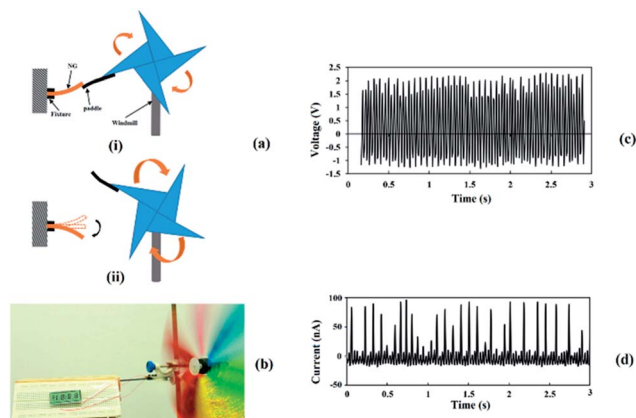 NG
Fixture
paddle
Windmill
(i)
(a)
(ii)
(b)
2.5
2
1.5
1
0.5
0
-0.5
-1
-1.5
Voltage (V)
0 0.5 1 1.5 2 2.5 3
Time (s)
(c)
100
50
0
-50
Current (nA)
0 0.5 1 1.5 2 2.5 3
Time (s)
(d)